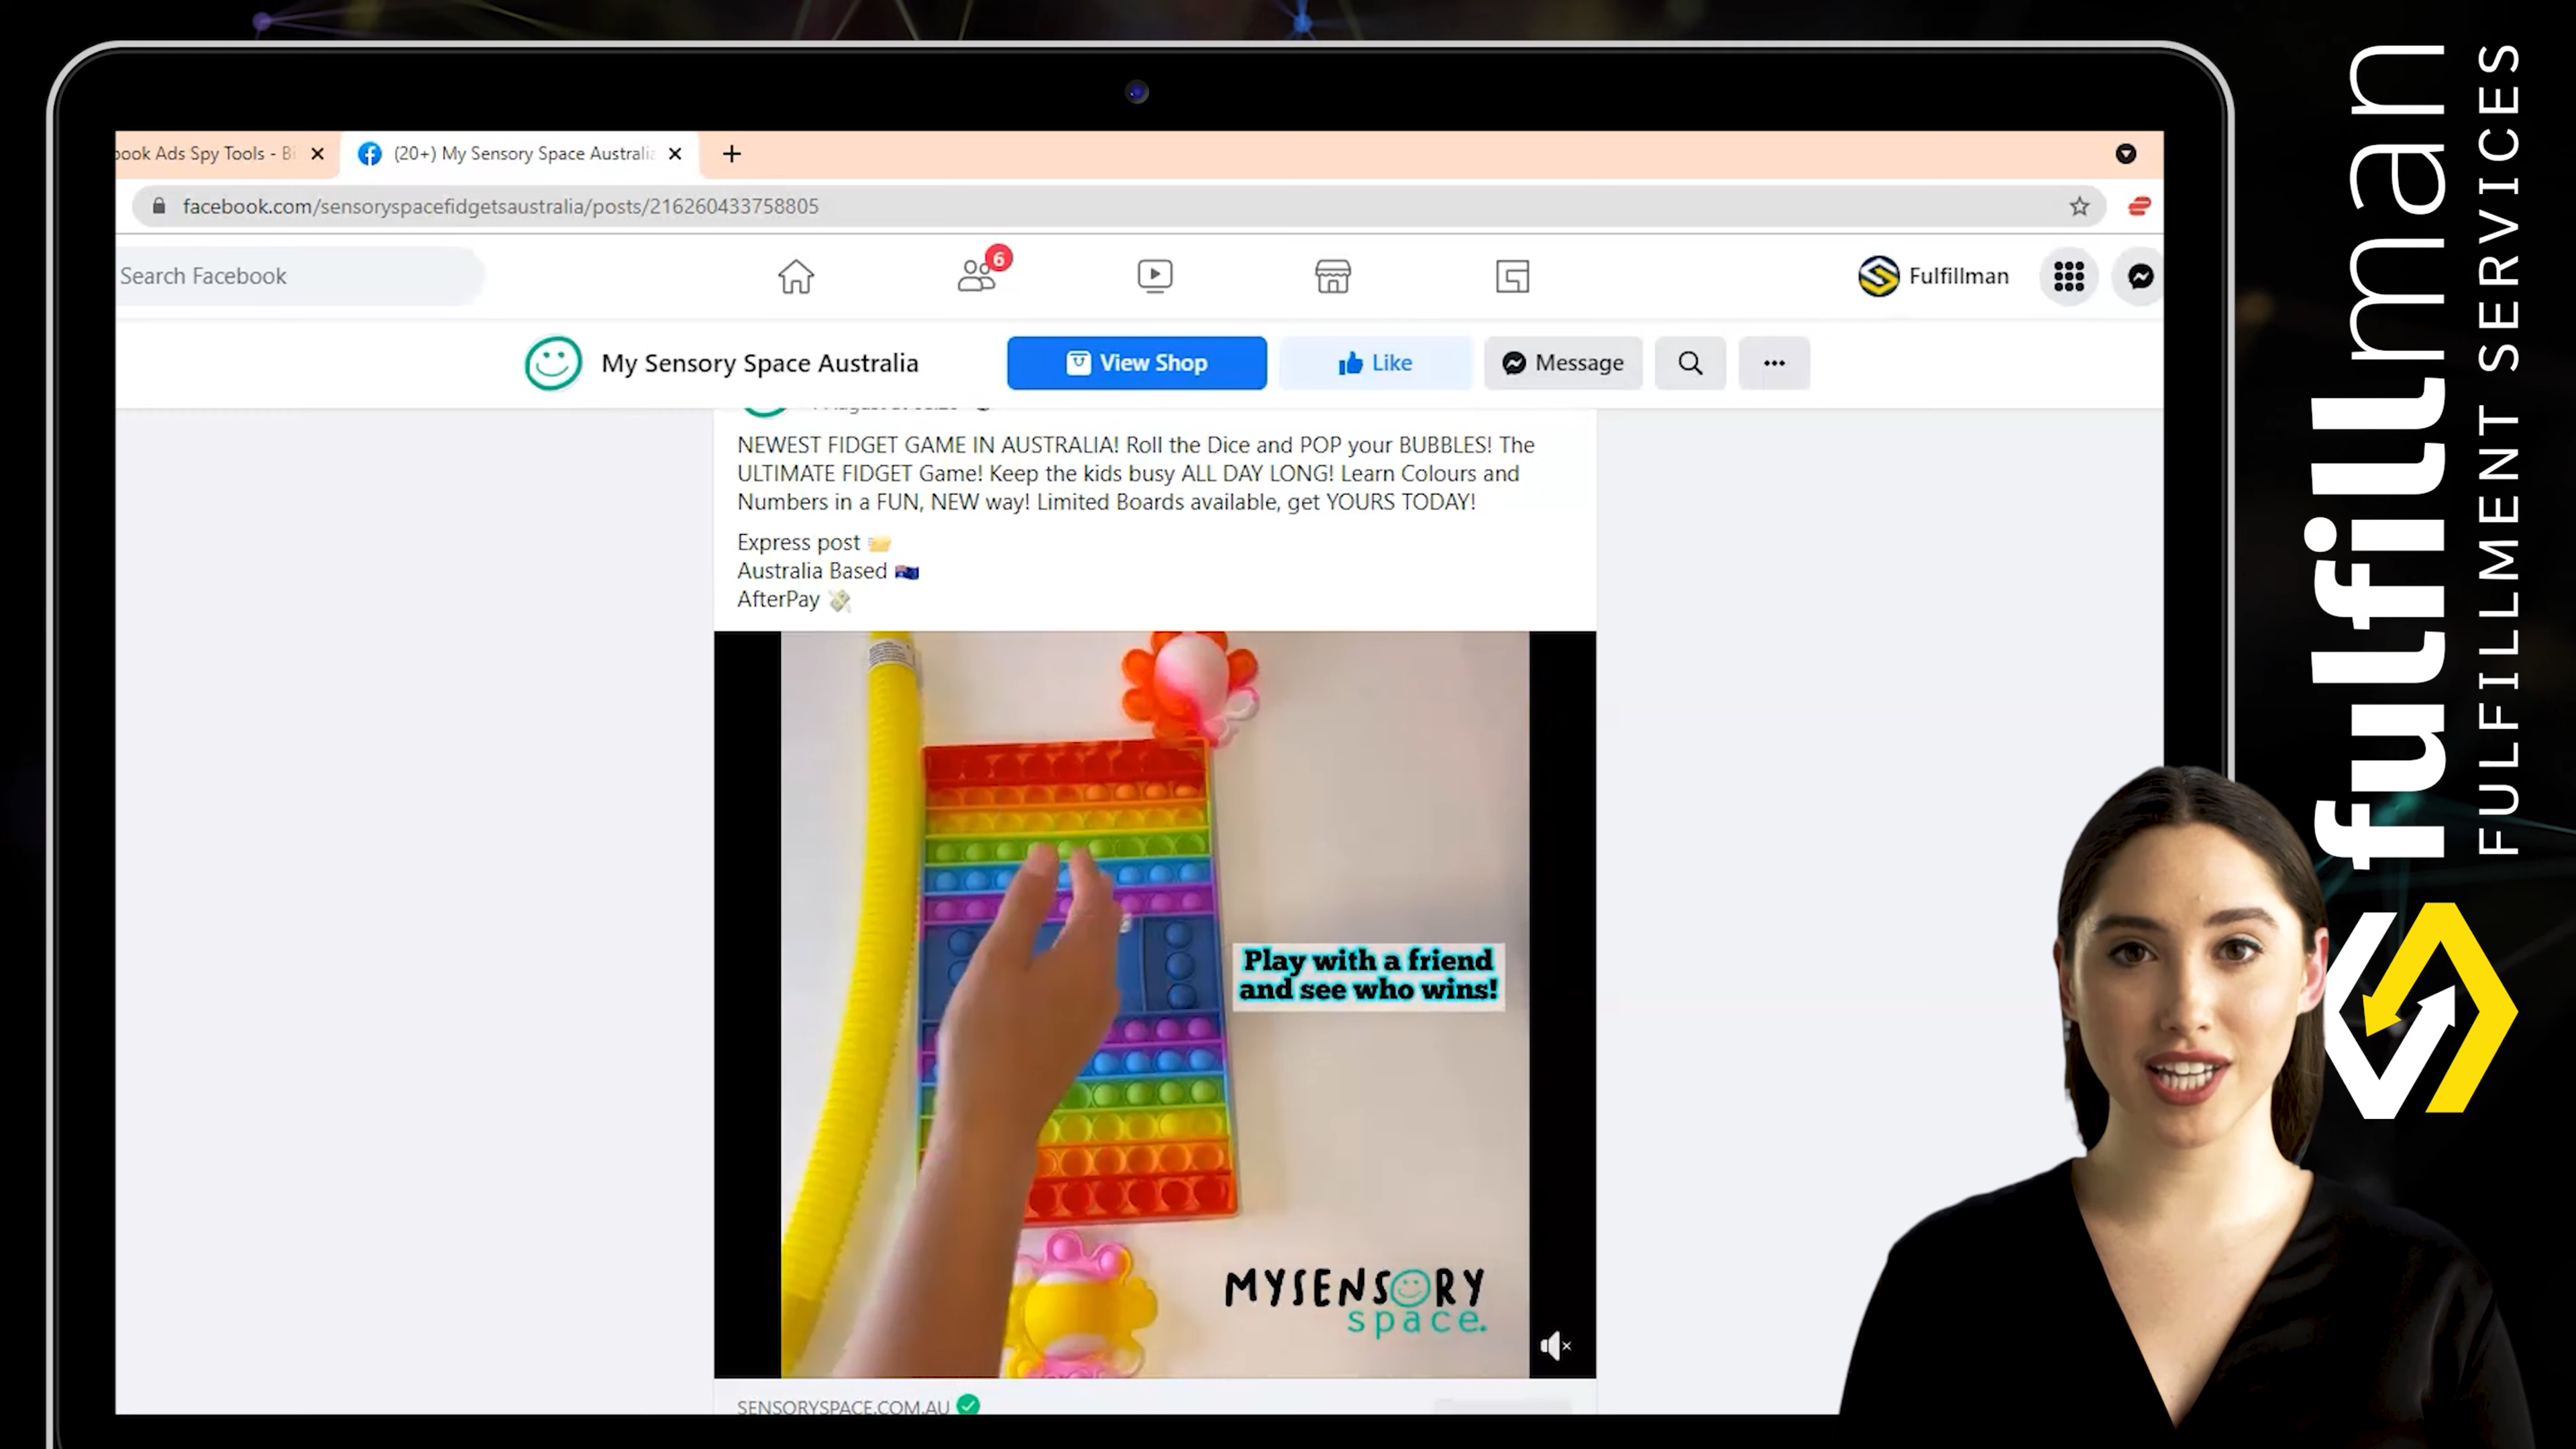 book Ads Spy Tools - Bi
(20+) My Sensory Space Australia
facebook.com/sensoryspacefidgetsaustralia/posts/216260433758805
Search Facebook
6
Fulfillman
My Sensory Space Australia
View Shop
Like
Message
NEWEST FIDGET GAME IN AUSTRALIA! Roll the Dice and POP your BUBBLES! The
ULTIMATE FIDGET Game! Keep the kids busy ALL DAY LONG! Learn Colours and
Numbers in a FUN, NEW way! Limited Boards available, get YOURS TODAY!
Express post
Australia Based
AfterPay
Play with a friend
and see who wins!
MYSENSORY
space.
SENSORYSPACE.COM.AU
fulfillman
FULFILLMENT SERVICES